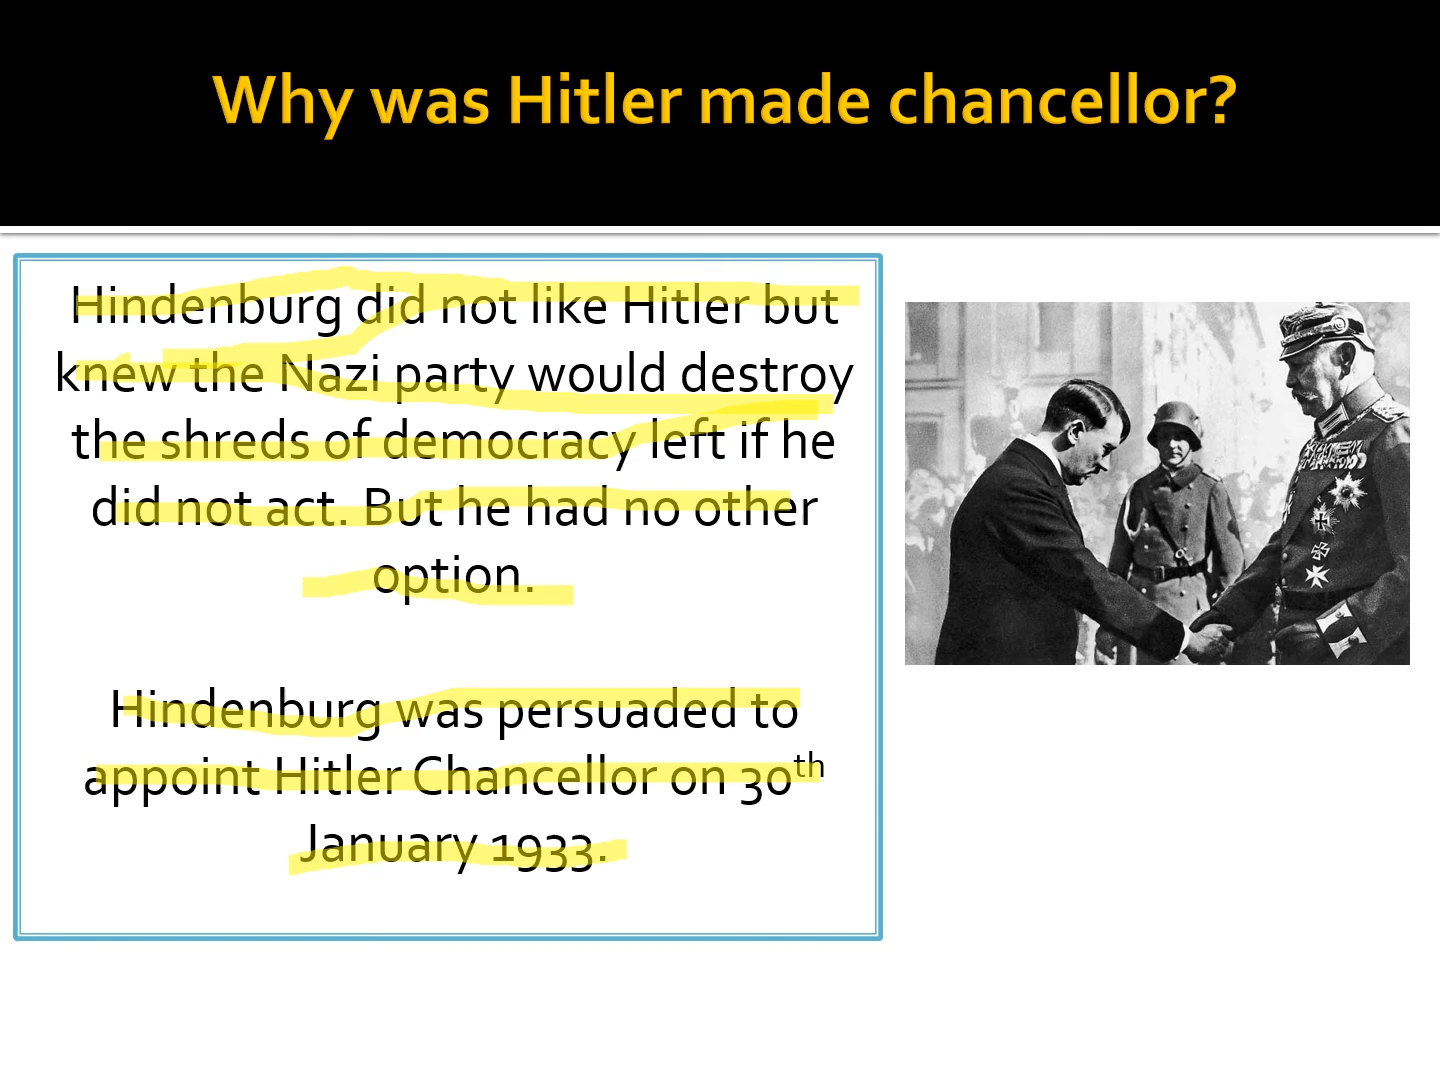 Why was Hitler made chancellor?
Hindenburg did not like Hitler but
knew the Nazi party would destroy
the shreds of democracy left if he
did not act. But he had no other
option.
Hindenburg was persuaded to
appoint Hitler Chancellor on 30th
January 1933.